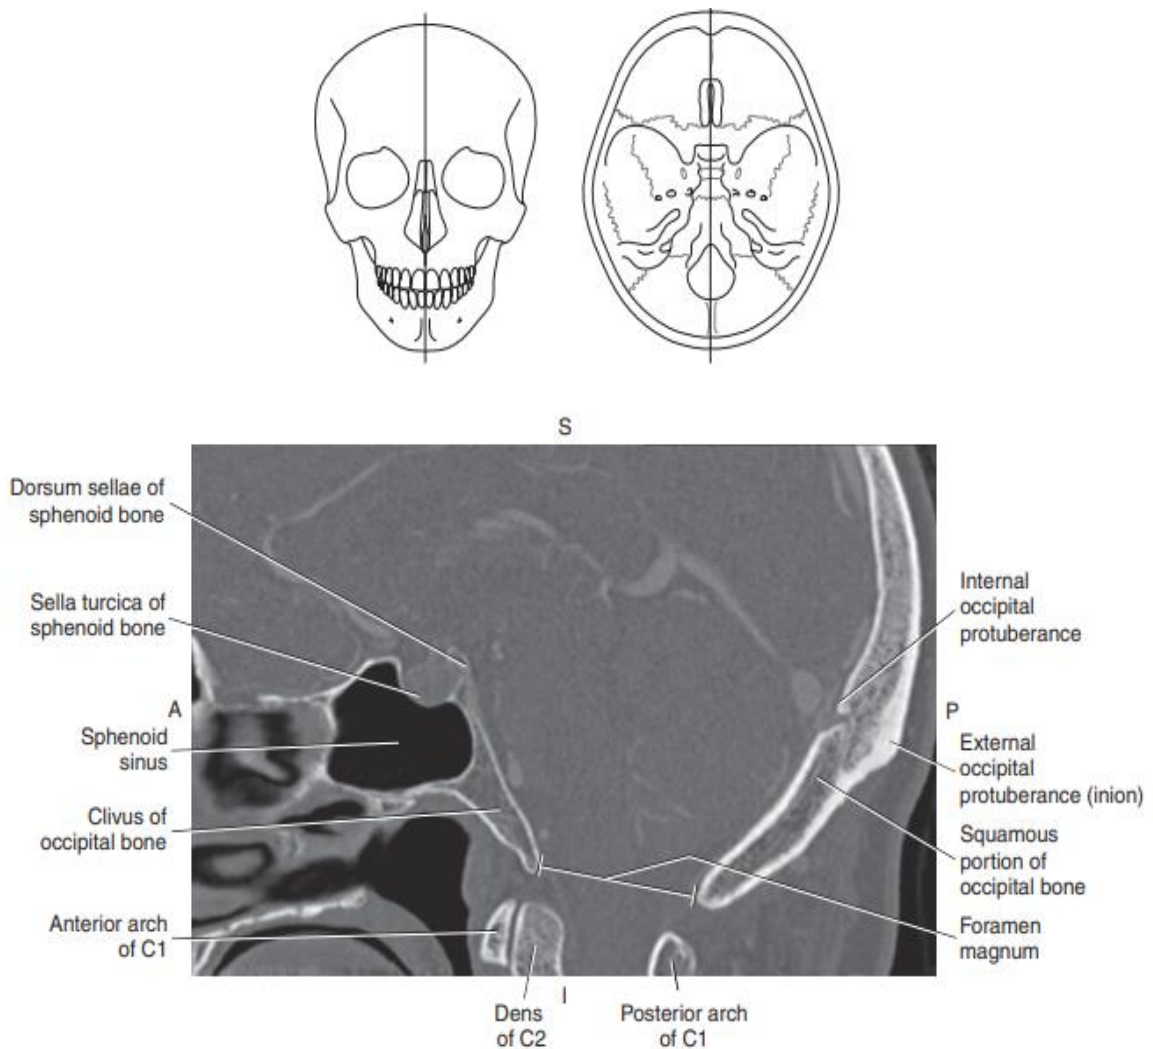 S
Dorsum sellae of
sphenoid bone
Sella turcica of
sphenoid bone
A
Sphenoid
sinus
Clivus of
occipital bone
Anterior arch
of C1
Internal
occipital
protuberance
P
External
occipital
protuberance (inion)
Squamous
portion of
occipital bone
Foramen
magnum
I
Dens
of C2
Posterior arch
of C1